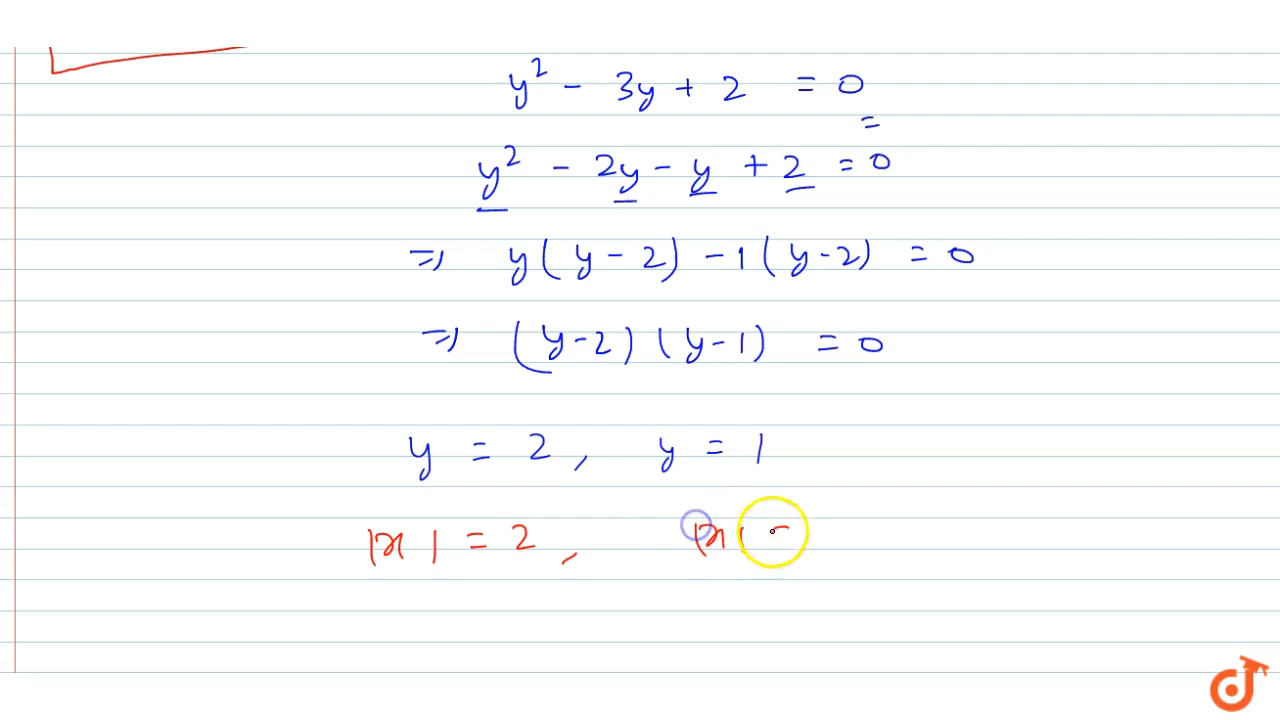 y² - 3y + 2 = 0
=
y² - 2y - y + 2 = 0
⇒ y(y-2) -1(y-2) = 0
⇒ (y-2)(y-1) = 0
y = 2, y = 1
|x| = 2, |x| -